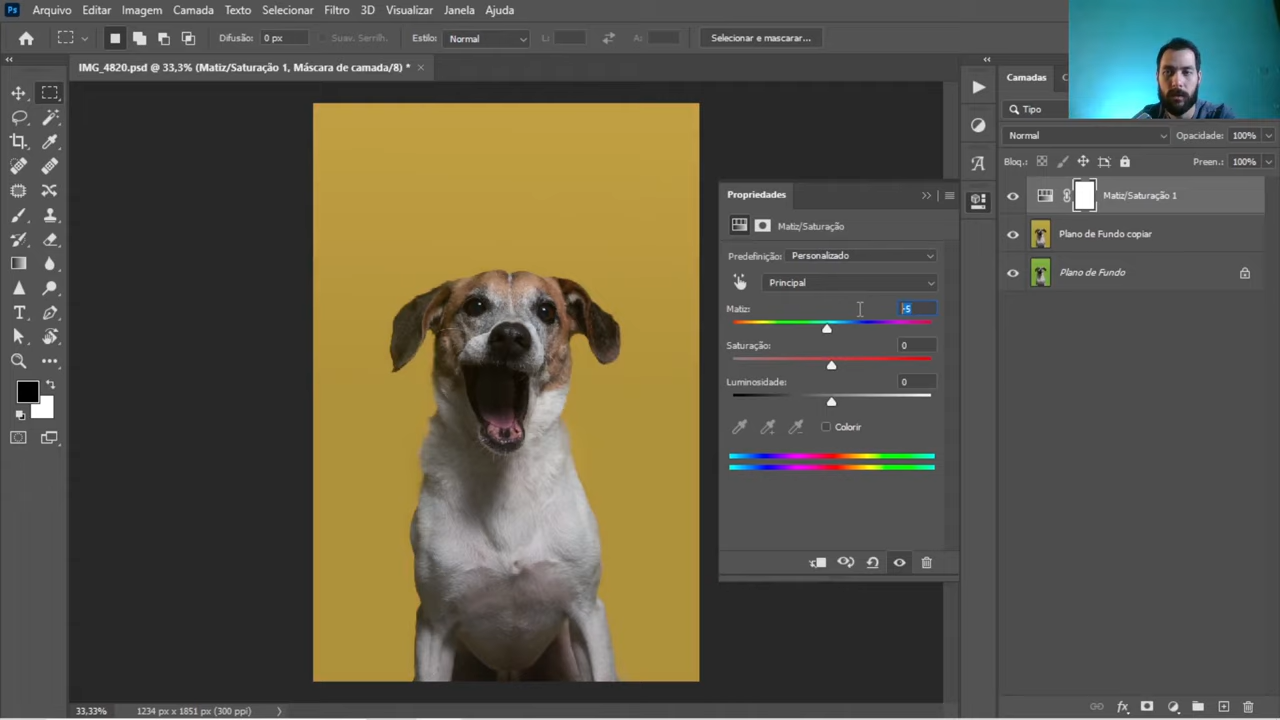 Ps Arquivo Editar Imagem Camada Texto Selecionar Filtro 3D Visualizar Janela Ajuda
Difusão: 0 px Suav. Serrilh. Estilo: Normal L: A: Selecionar e mascarar...
IMG_4820.psd @ 33,3% (Matiz/Saturação 1, Máscara de camada/8) * ×
Camadas
Tipo
Normal Opacidade: 100%
Bloq.: Preen.: 100%
Matiz/Saturação 1
Plano de Fundo copiar
Plano de Fundo
Propriedades
Matiz/Saturação
Predefinição: Personalizado
Principal
Matiz: -5
Saturação: 0
Luminosidade: 0
Colorir
33,33% 1234 px x 1851 px (300 ppi)